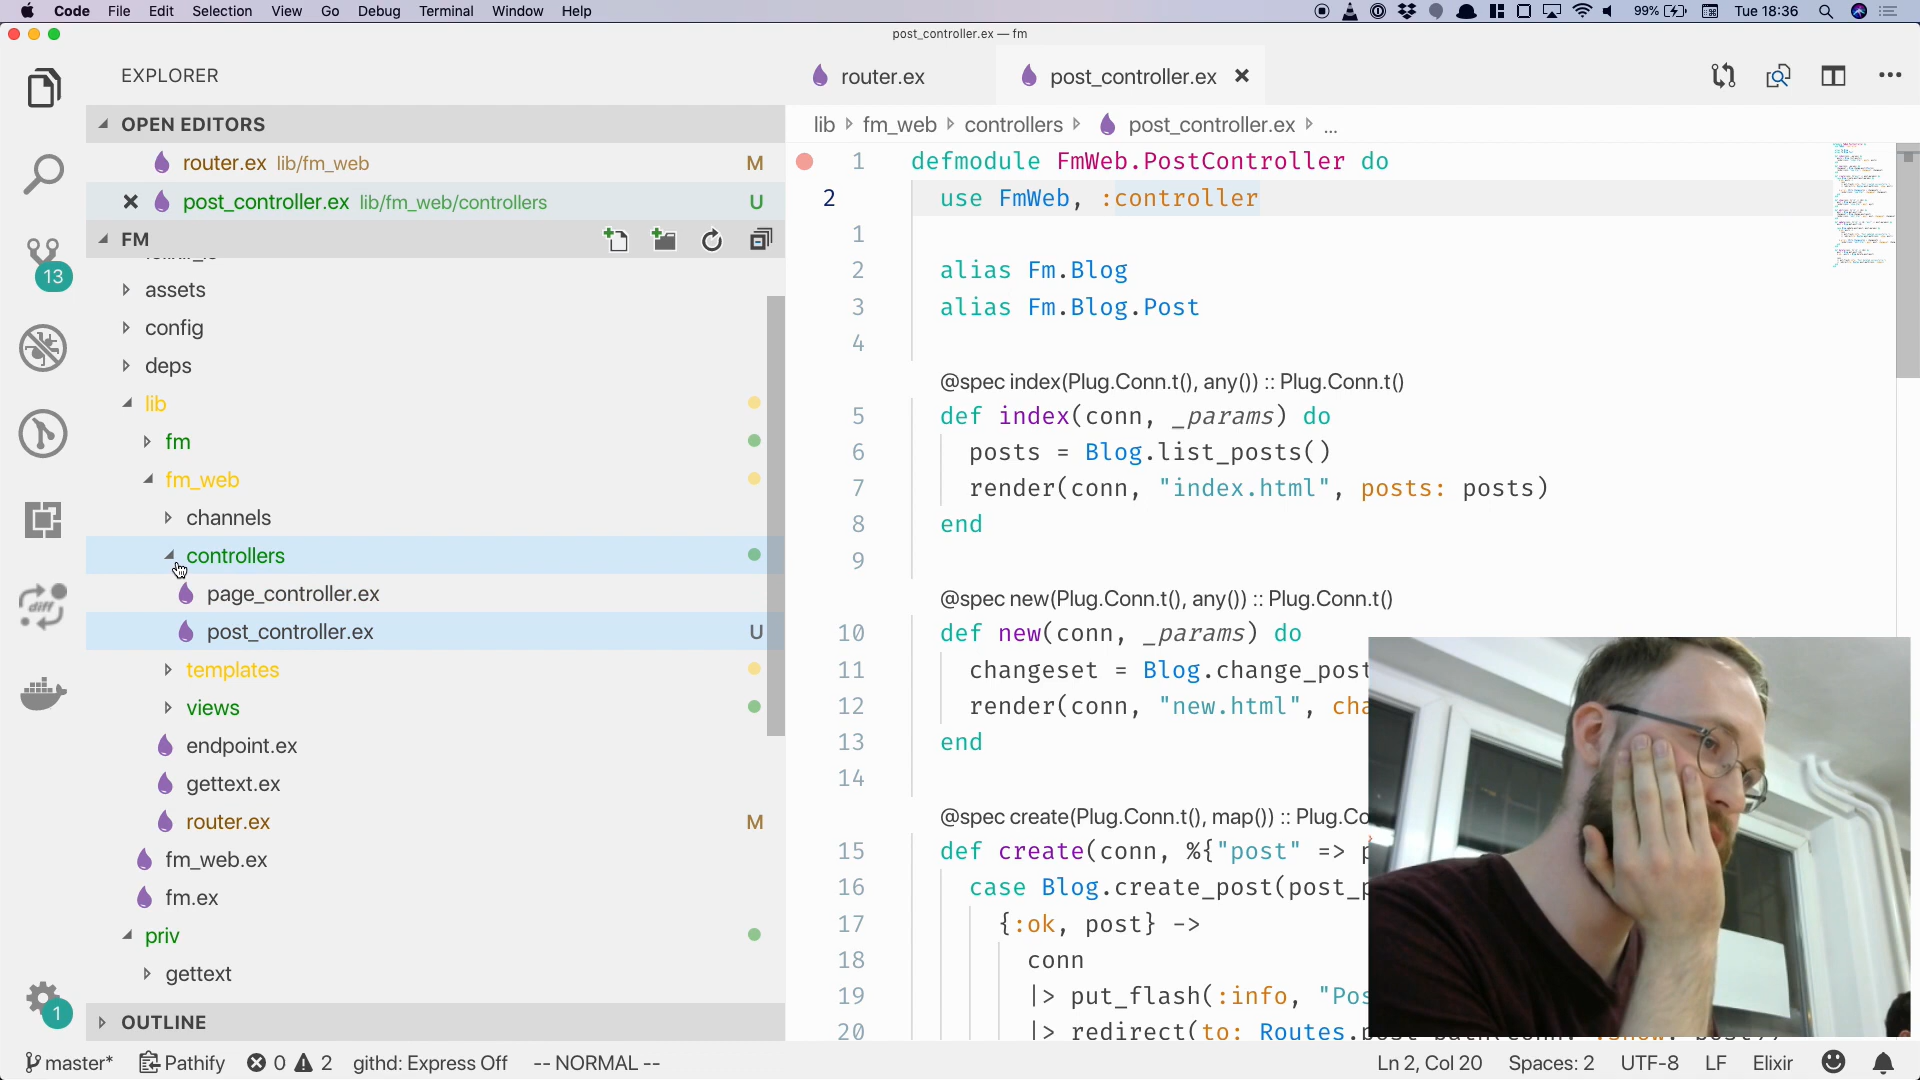 Code File Edit Selection View Go Debug Terminal Window Help 99% Tue 18:36
post_controller.ex — fm
EXPLORER
router.ex
post_controller.ex
OPEN EDITORS
router.ex lib/fm_web M
post_controller.ex lib/fm_web/controllers U
FM
assets
config
deps
lib
fm
fm_web
channels
controllers
page_controller.ex
post_controller.ex U
templates
views
endpoint.ex
gettext.ex
router.ex M
fm_web.ex
fm.ex
priv
gettext
OUTLINE
13
diff
1
lib fm_web controllers post_controller.ex ...
1 defmodule FmWeb.PostController do
2 use FmWeb, :controller
1
2 alias Fm.Blog
3 alias Fm.Blog.Post
4
@spec index(Plug.Conn.t(), any()) :: Plug.Conn.t()
5 def index(conn, _params) do
6 posts = Blog.list_posts()
7 render(conn, "index.html", posts: posts)
8 end
9
@spec new(Plug.Conn.t(), any()) :: Plug.Conn.t()
10 def new(conn, _params) do
11 changeset = Blog.change_post
12 render(conn, "new.html", cha
13 end
14
@spec create(Plug.Conn.t(), map()) :: Plug.Co
15 def create(conn, %{"post" => p
16 case Blog.create_post(post_p
17 {:ok, post} ->
18 conn
19 |> put_flash(:info, "Pos
20 |> redirect(to: Routes.
master* Pathify 0 2 githd: Express Off -- NORMAL -- Ln 2, Col 20 Spaces: 2 UTF-8 LF Elixir